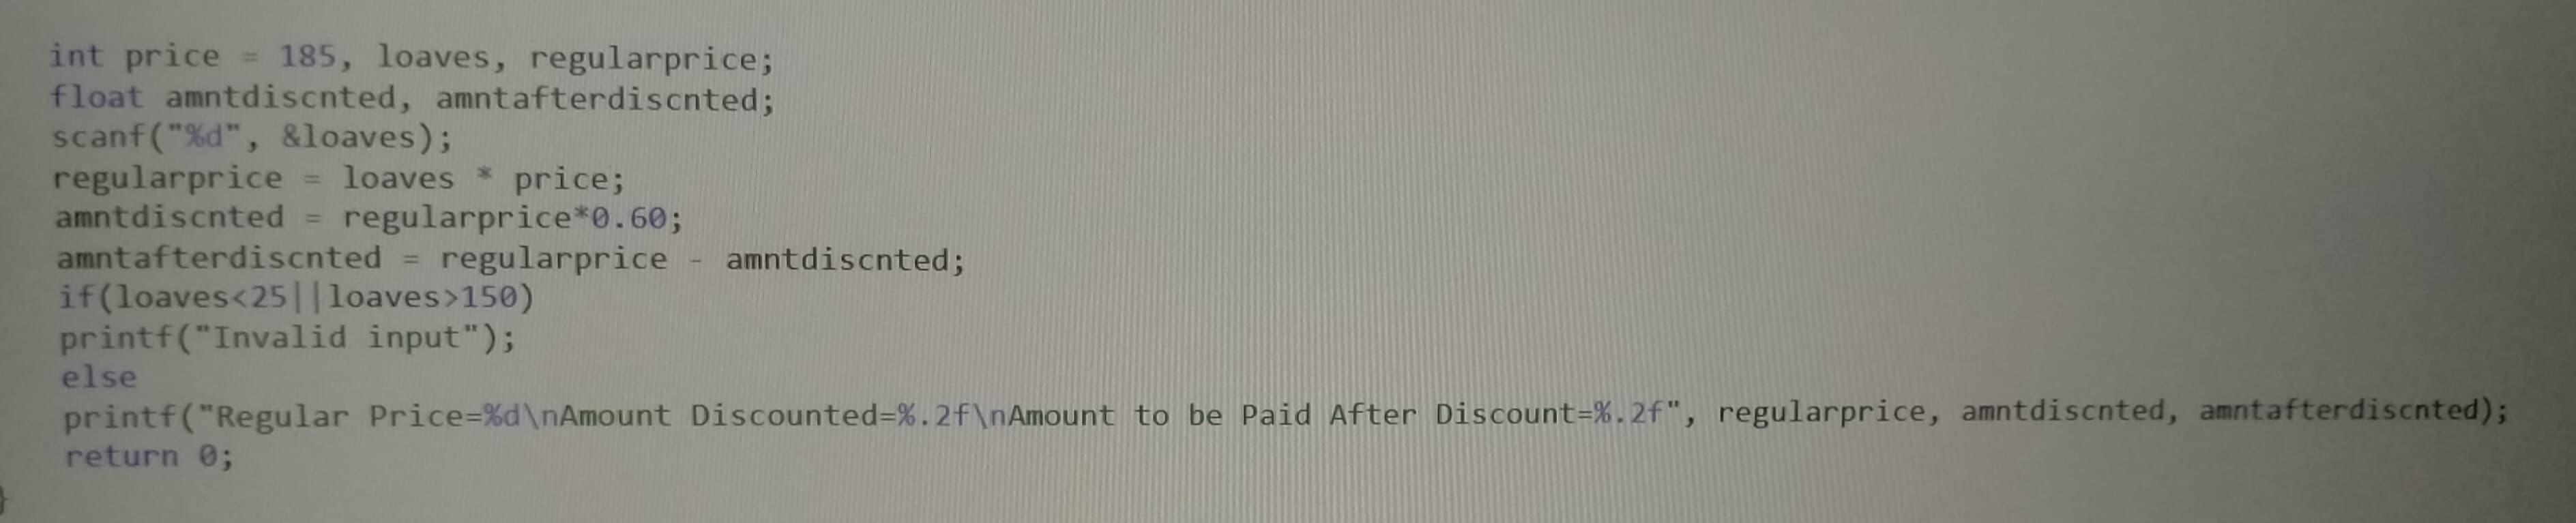 int price = 185, loaves, regularprice;
float amntdiscnted, amntafterdiscnted;
scanf("%d", &loaves);
regularprice = loaves * price;
amntdiscnted = regularprice*0.60;
amntafterdiscnted = regularprice - amntdiscnted;
if(loaves<25||loaves>150)
printf("Invalid input");
else
printf("Regular Price=%d\nAmount Discounted=%.2f\nAmount to be Paid After Discount=%.2f", regularprice, amntdiscnted, amntafterdiscnted);
return 0;
}